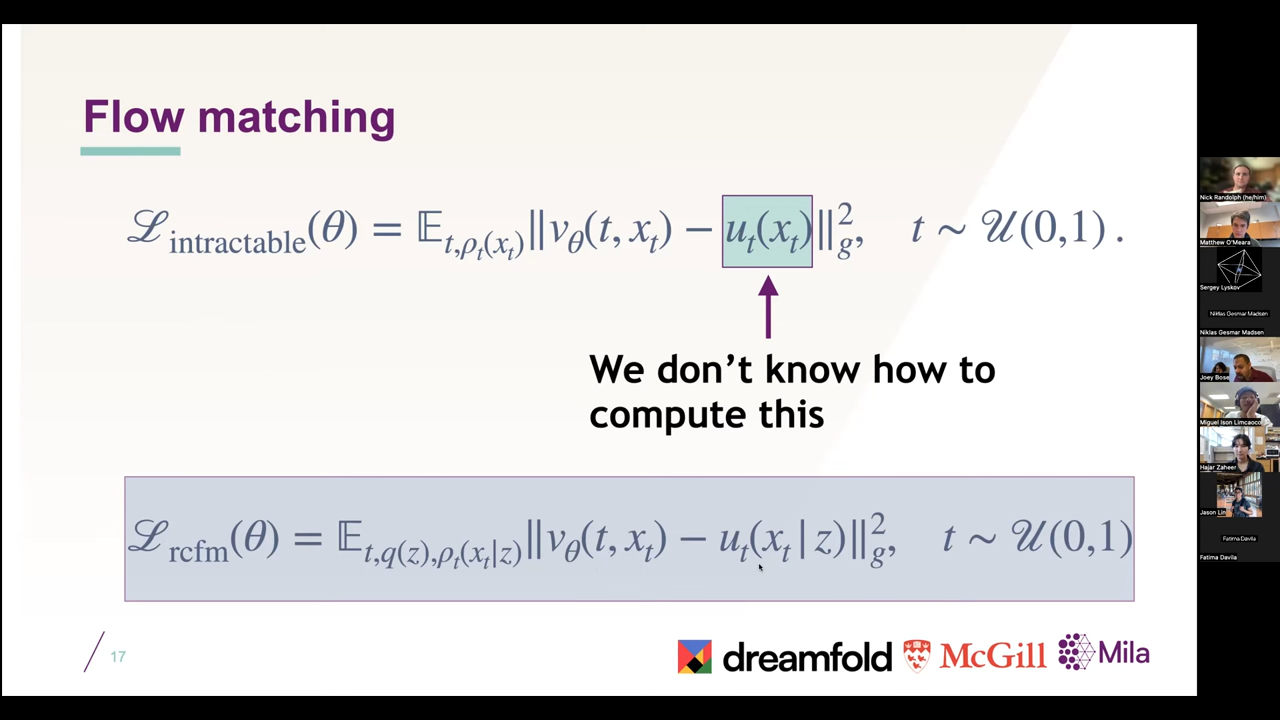 Flow matching
ℒ_intractable(θ) = 𝔼_{t,ρ_t(x_t)}‖v_θ(t, x_t) − u_t(x_t)‖²_g,   t ∼ 𝒰(0,1) .
We don’t know how to
compute this
ℒ_rcfm(θ) = 𝔼_{t,q(z),ρ_t(x_t|z)}‖v_θ(t, x_t) − u_t(x_t | z)‖²_g,   t ∼ 𝒰(0,1)
17
dreamfold
McGill
Mila
Nick Randolph (he/him)
Matthew O'Meara
Sergey Lyskov
Niklas Gesmar Madsen
Niklas Gesmar Madsen
Joey Bose
Miguel Ison Limcaoco
Hajar Zaheer
Jason Lin
Fatima Davila
Fatima Davila